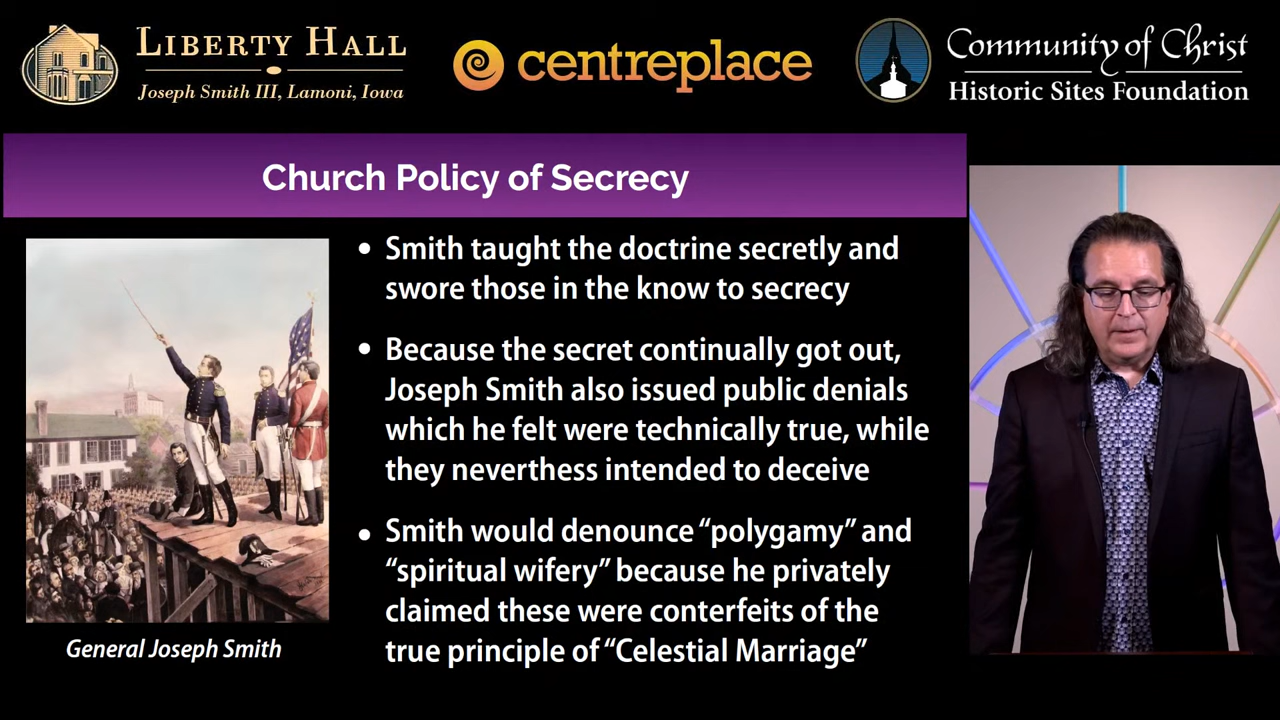 LIBERTY HALL
Joseph Smith III, Lamoni, Iowa
centreplace
Community of Christ
Historic Sites Foundation
Church Policy of Secrecy
• Smith taught the doctrine secretly and
swore those in the know to secrecy
• Because the secret continually got out,
Joseph Smith also issued public denials
which he felt were technically true, while
they neverthess intended to deceive
• Smith would denounce “polygamy” and
“spiritual wifery” because he privately
claimed these were conterfeits of the
true principle of “Celestial Marriage”
General Joseph Smith